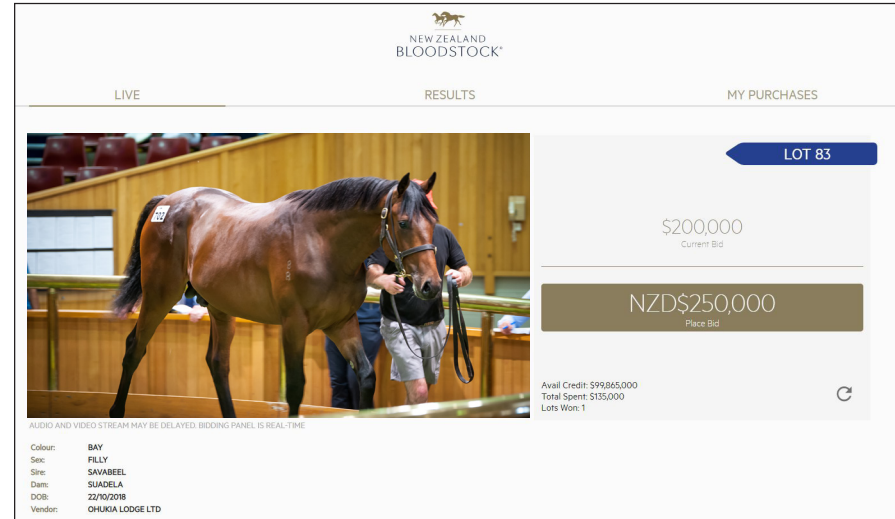 NEW ZEALAND
BLOODSTOCK®
LIVE RESULTS MY PURCHASES
LOT 83
702
$200,000
Current Bid
NZD$250,000
Place Bid
Avail Credit: $99,865,000
Total Spent: $135,000
Lots Won: 1
AUDIO AND VIDEO STREAM MAY BE DELAYED. BIDDING PANEL IS REAL-TIME
Colour: BAY
Sex: FILLY
Sire: SAVABEEL
Dam: SUADELA
DOB: 22/10/2018
Vendor: OHUKIA LODGE LTD